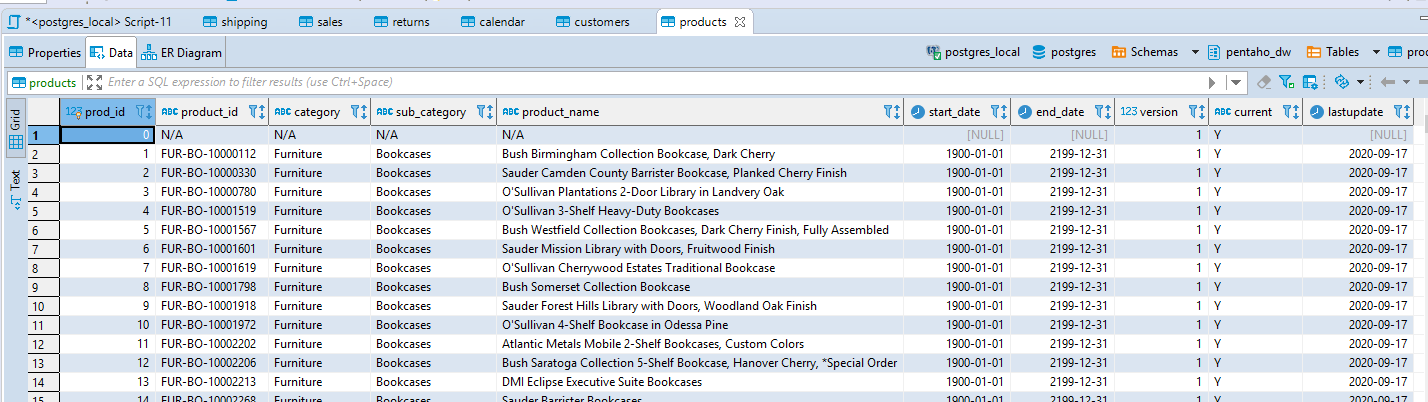 *<postgres_local> Script-11 shipping sales returns calendar customers products
Properties Data ER Diagram postgres_local postgres Schemas pentaho_dw Tables
products Enter a SQL expression to filter results (use Ctrl+Space)
Grid
Text
123 prod_id ABC product_id ABC category ABC sub_category ABC product_name start_date end_date 123 version ABC current lastupdate
1 0 N/A N/A N/A N/A [NULL] [NULL] 1 Y [NULL]
2 1 FUR-BO-10000112 Furniture Bookcases Bush Birmingham Collection Bookcase, Dark Cherry 1900-01-01 2199-12-31 1 Y 2020-09-17
3 2 FUR-BO-10000330 Furniture Bookcases Sauder Camden County Barrister Bookcase, Planked Cherry Finish 1900-01-01 2199-12-31 1 Y 2020-09-17
4 3 FUR-BO-10000780 Furniture Bookcases O'Sullivan Plantations 2-Door Library in Landvery Oak 1900-01-01 2199-12-31 1 Y 2020-09-17
5 4 FUR-BO-10001519 Furniture Bookcases O'Sullivan 3-Shelf Heavy-Duty Bookcases 1900-01-01 2199-12-31 1 Y 2020-09-17
6 5 FUR-BO-10001567 Furniture Bookcases Bush Westfield Collection Bookcases, Dark Cherry Finish, Fully Assembled 1900-01-01 2199-12-31 1 Y 2020-09-17
7 6 FUR-BO-10001601 Furniture Bookcases Sauder Mission Library with Doors, Fruitwood Finish 1900-01-01 2199-12-31 1 Y 2020-09-17
8 7 FUR-BO-10001619 Furniture Bookcases O'Sullivan Cherrywood Estates Traditional Bookcase 1900-01-01 2199-12-31 1 Y 2020-09-17
9 8 FUR-BO-10001798 Furniture Bookcases Bush Somerset Collection Bookcase 1900-01-01 2199-12-31 1 Y 2020-09-17
10 9 FUR-BO-10001918 Furniture Bookcases Sauder Forest Hills Library with Doors, Woodland Oak Finish 1900-01-01 2199-12-31 1 Y 2020-09-17
11 10 FUR-BO-10001972 Furniture Bookcases O'Sullivan 4-Shelf Bookcase in Odessa Pine 1900-01-01 2199-12-31 1 Y 2020-09-17
12 11 FUR-BO-10002202 Furniture Bookcases Atlantic Metals Mobile 2-Shelf Bookcases, Custom Colors 1900-01-01 2199-12-31 1 Y 2020-09-17
13 12 FUR-BO-10002206 Furniture Bookcases Bush Saratoga Collection 5-Shelf Bookcase, Hanover Cherry, *Special Order 1900-01-01 2199-12-31 1 Y 2020-09-17
14 13 FUR-BO-10002213 Furniture Bookcases DMI Eclipse Executive Suite Bookcases 1900-01-01 2199-12-31 1 Y 2020-09-17
15 14 FUR-BO-10002268 Furniture Bookcases Sauder Barrister Bookcases 1900-01-01 2199-12-31 1 Y 2020-09-17